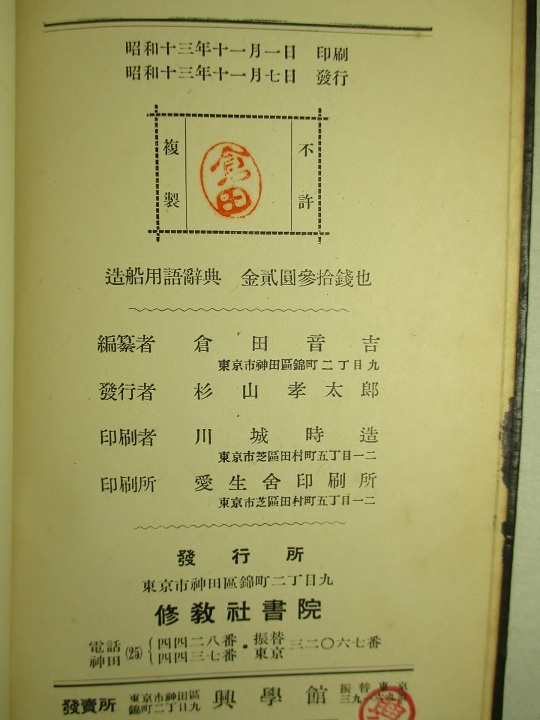 昭和十三年十一月一日 印刷
昭和十三年十一月七日 發行
不許
複製
倉田
造船用語辭典 金貳圓參拾錢也
編纂者 倉田音吉
東京市神田區錦町二丁目九
發行者 杉山孝太郎
印刷者 川城時造
東京市芝區田村町五丁目一二
印刷所 愛生舍印刷所
東京市芝區田村町五丁目一二
發行所
東京市神田區錦町二丁目九
修教社書院
電話神田(25){四四二八番 四四三七番・振替東京三二〇六七番
發賣所 東京市神田區錦町二丁目九 興學館 振替東京